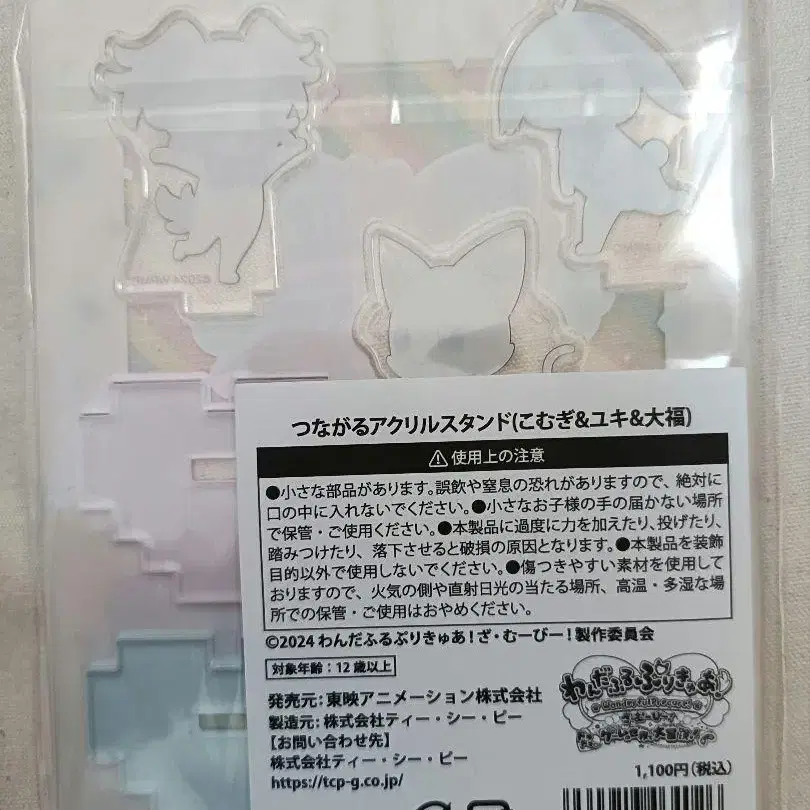 ©2024 WFMP
つながるアクリルスタンド(こむぎ&ユキ&大福)
⚠使用上の注意
●小さな部品があります。誤飲や窒息の恐れがありますので、絶対に
口の中に入れないでください。●小さなお子様の手の届かない場所
で保管・ご使用ください。●本製品に過度に力を加えたり、投げたり、
踏みつけたり、落下させると破損の原因となります。●本製品を装飾
目的以外で使用しないでください。●傷つきやすい素材を使用して
おりますので、火気の側や直射日光の当たる場所、高温・多湿な場
所での保管・ご使用はおやめください。
©2024 わんだふるぷりきゅあ!ざ・むーびー!製作委員会
対象年齢:12歳以上
発売元:東映アニメーション株式会社
製造元:株式会社ティー・シー・ピー
【お問い合わせ先】
株式会社ティー・シー・ピー
https://tcp-g.co.jp/
わんだふるぷりきゅあ!
Wonderful Precure!
ざ・むーびー!
1,100円(税込)